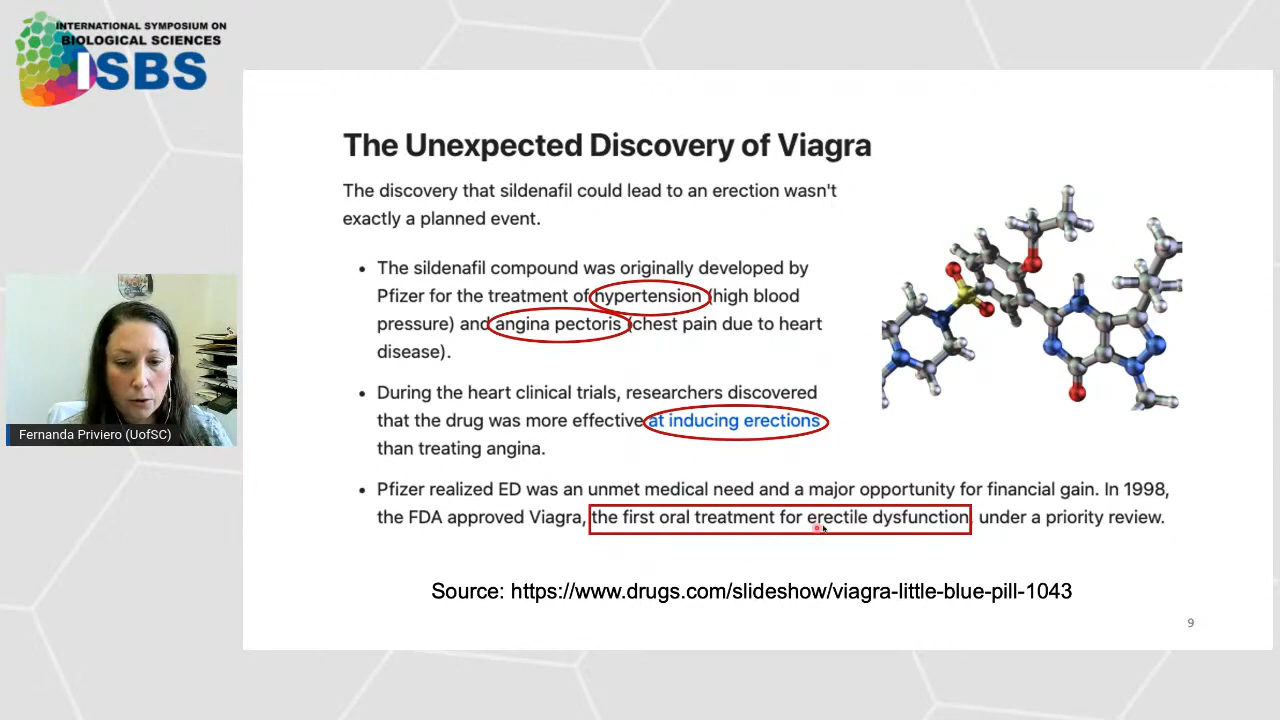 INTERNATIONAL SYMPOSIUM ON
BIOLOGICAL SCIENCES
ISBS
The Unexpected Discovery of Viagra
The discovery that sildenafil could lead to an erection wasn't
exactly a planned event.
• The sildenafil compound was originally developed by
Pfizer for the treatment of hypertension (high blood
pressure) and angina pectoris (chest pain due to heart
disease).
• During the heart clinical trials, researchers discovered
that the drug was more effective at inducing erections
than treating angina.
• Pfizer realized ED was an unmet medical need and a major opportunity for financial gain. In 1998,
the FDA approved Viagra, the first oral treatment for erectile dysfunction, under a priority review.
Source: https://www.drugs.com/slideshow/viagra-little-blue-pill-1043
9
Fernanda Priviero (UofSC)